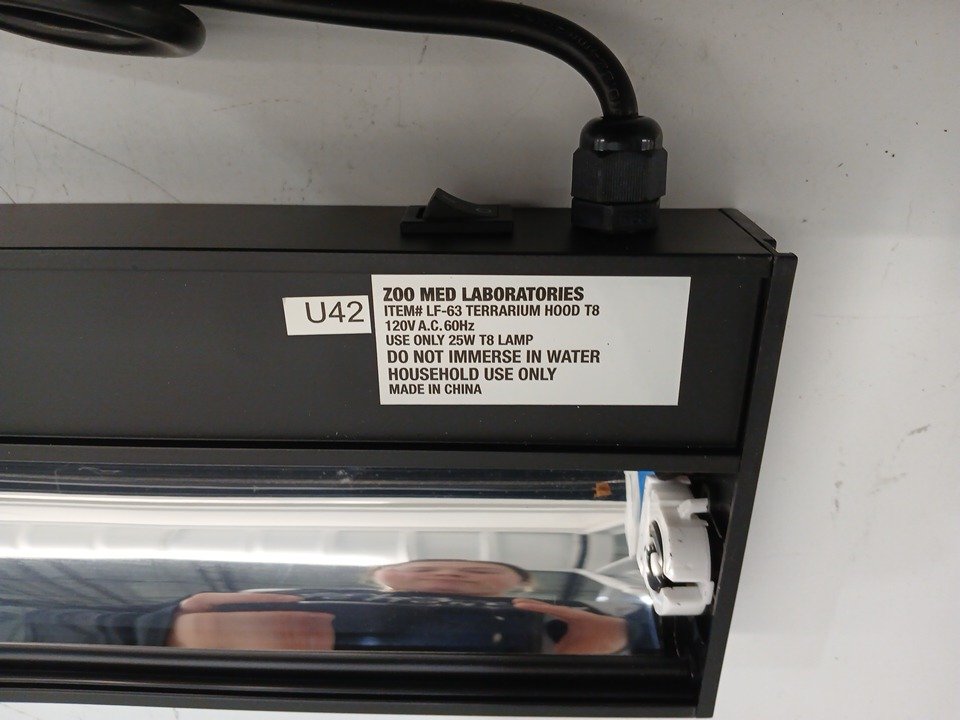 U42
ZOO MED LABORATORIES
ITEM# LF-63 TERRARIUM HOOD T8
120V A.C. 60Hz
USE ONLY 25W T8 LAMP
DO NOT IMMERSE IN WATER
HOUSEHOLD USE ONLY
MADE IN CHINA